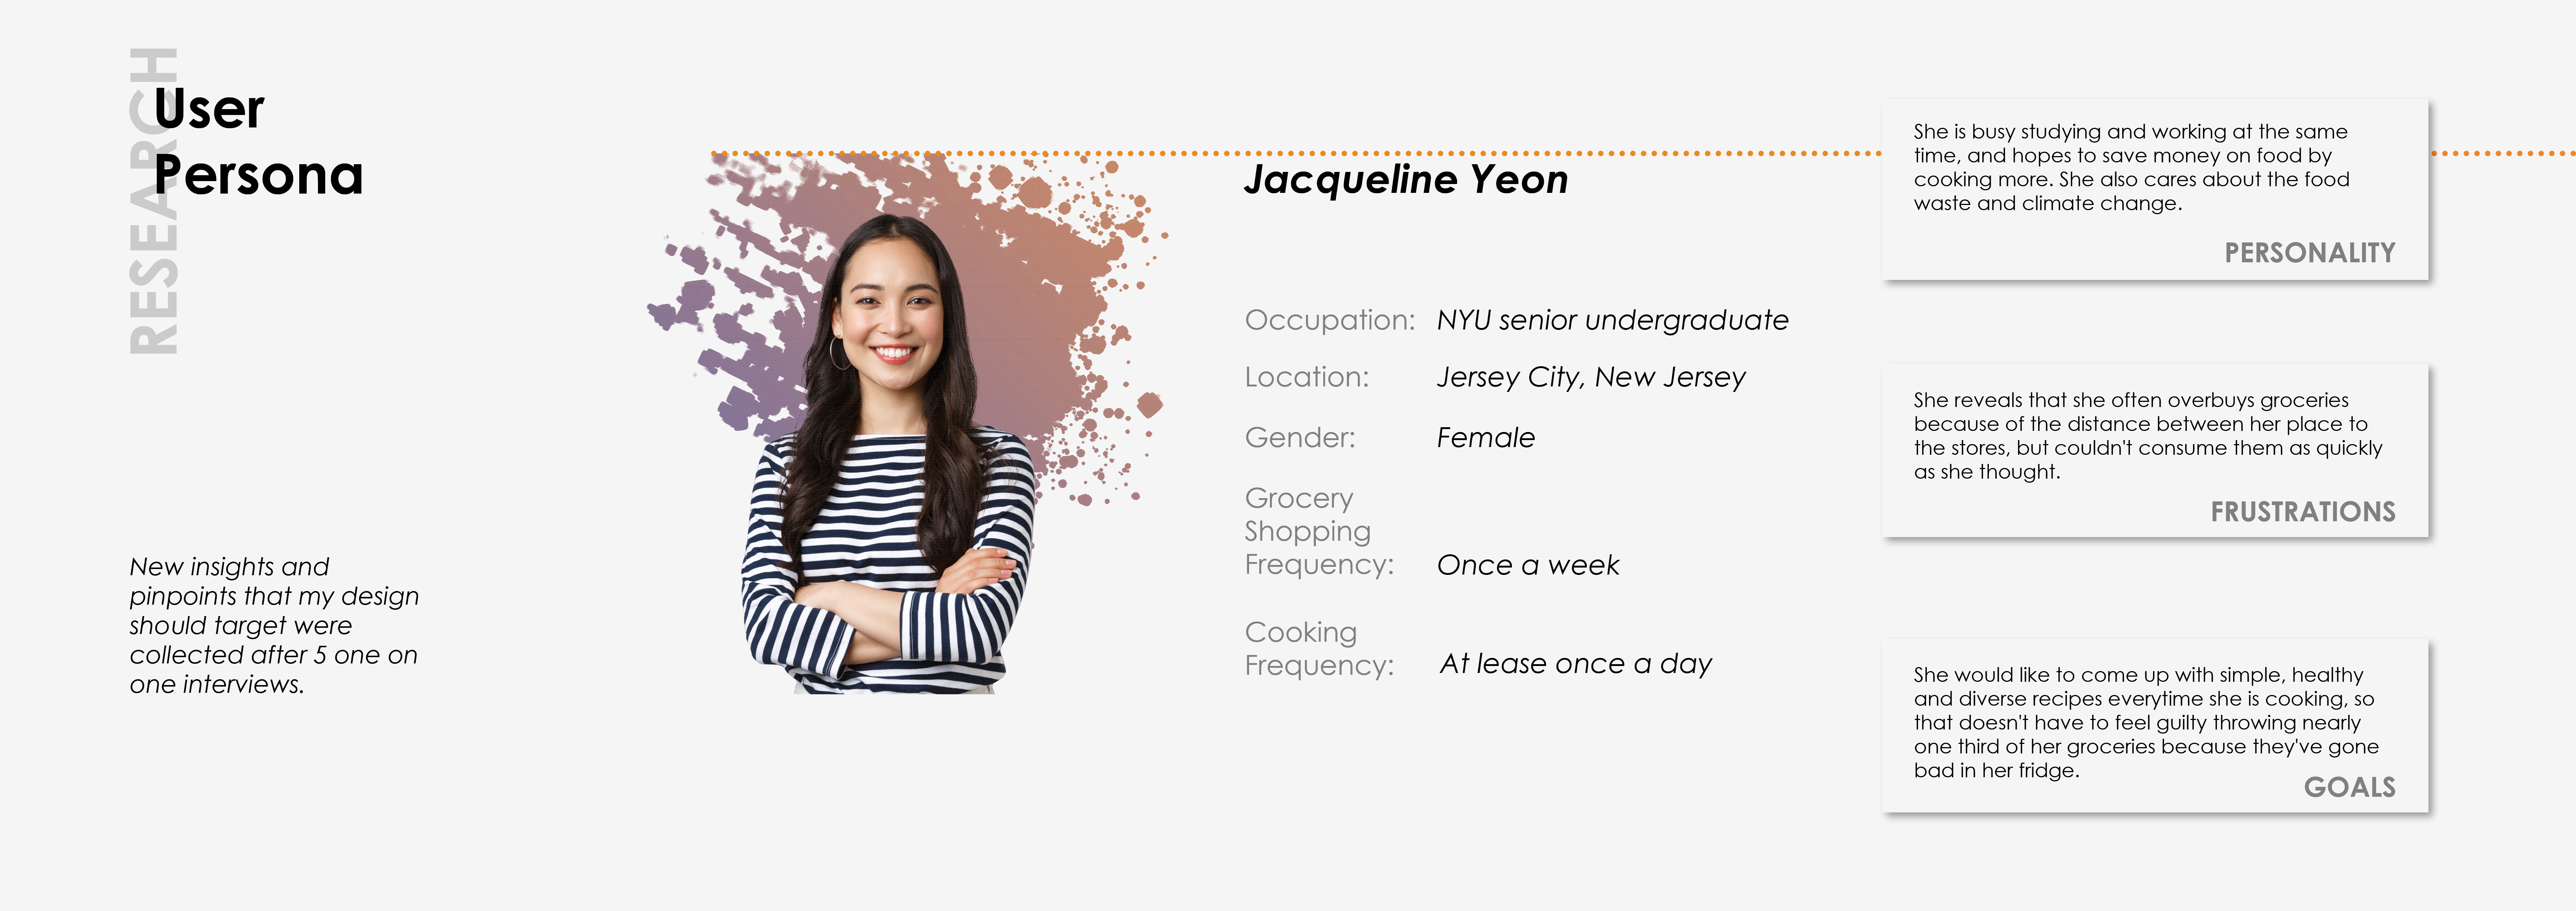 RESEARCH
User
Persona
New insights and
pinpoints that my design
should target were
collected after 5 one on
one interviews.
Jacqueline Yeon
Occupation: NYU senior undergraduate
Location: Jersey City, New Jersey
Gender: Female
Grocery
Shopping
Frequency: Once a week
Cooking
Frequency: At lease once a day
She is busy studying and working at the same
time, and hopes to save money on food by
cooking more. She also cares about the food
waste and climate change.
PERSONALITY
She reveals that she often overbuys groceries
because of the distance between her place to
the stores, but couldn't consume them as quickly
as she thought.
FRUSTRATIONS
She would like to come up with simple, healthy
and diverse recipes everytime she is cooking, so
that doesn't have to feel guilty throwing nearly
one third of her groceries because they've gone
bad in her fridge.
GOALS